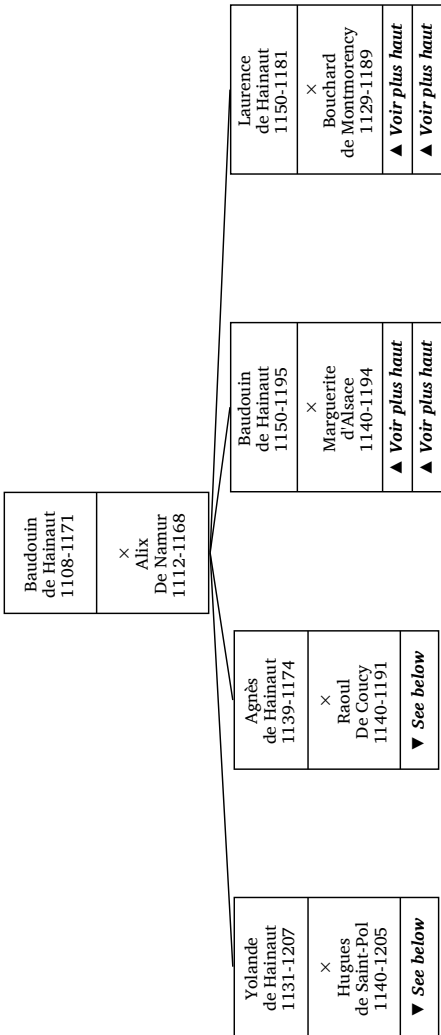 Baudouin
de Hainaut
1108-1171
×
Alix
De Namur
1112-1168
Yolande
de Hainaut
1131-1207
×
Hugues
de Saint-Pol
1140-1205
▼ See below
Agnès
de Hainaut
1139-1174
×
Raoul
De Coucy
1140-1191
▼ See below
Baudouin
de Hainaut
1150-1195
×
Marguerite
d'Alsace
1140-1194
▲ Voir plus haut
▲ Voir plus haut
Laurence
de Hainaut
1150-1181
×
Bouchard
de Montmorency
1129-1189
▲ Voir plus haut
▲ Voir plus haut